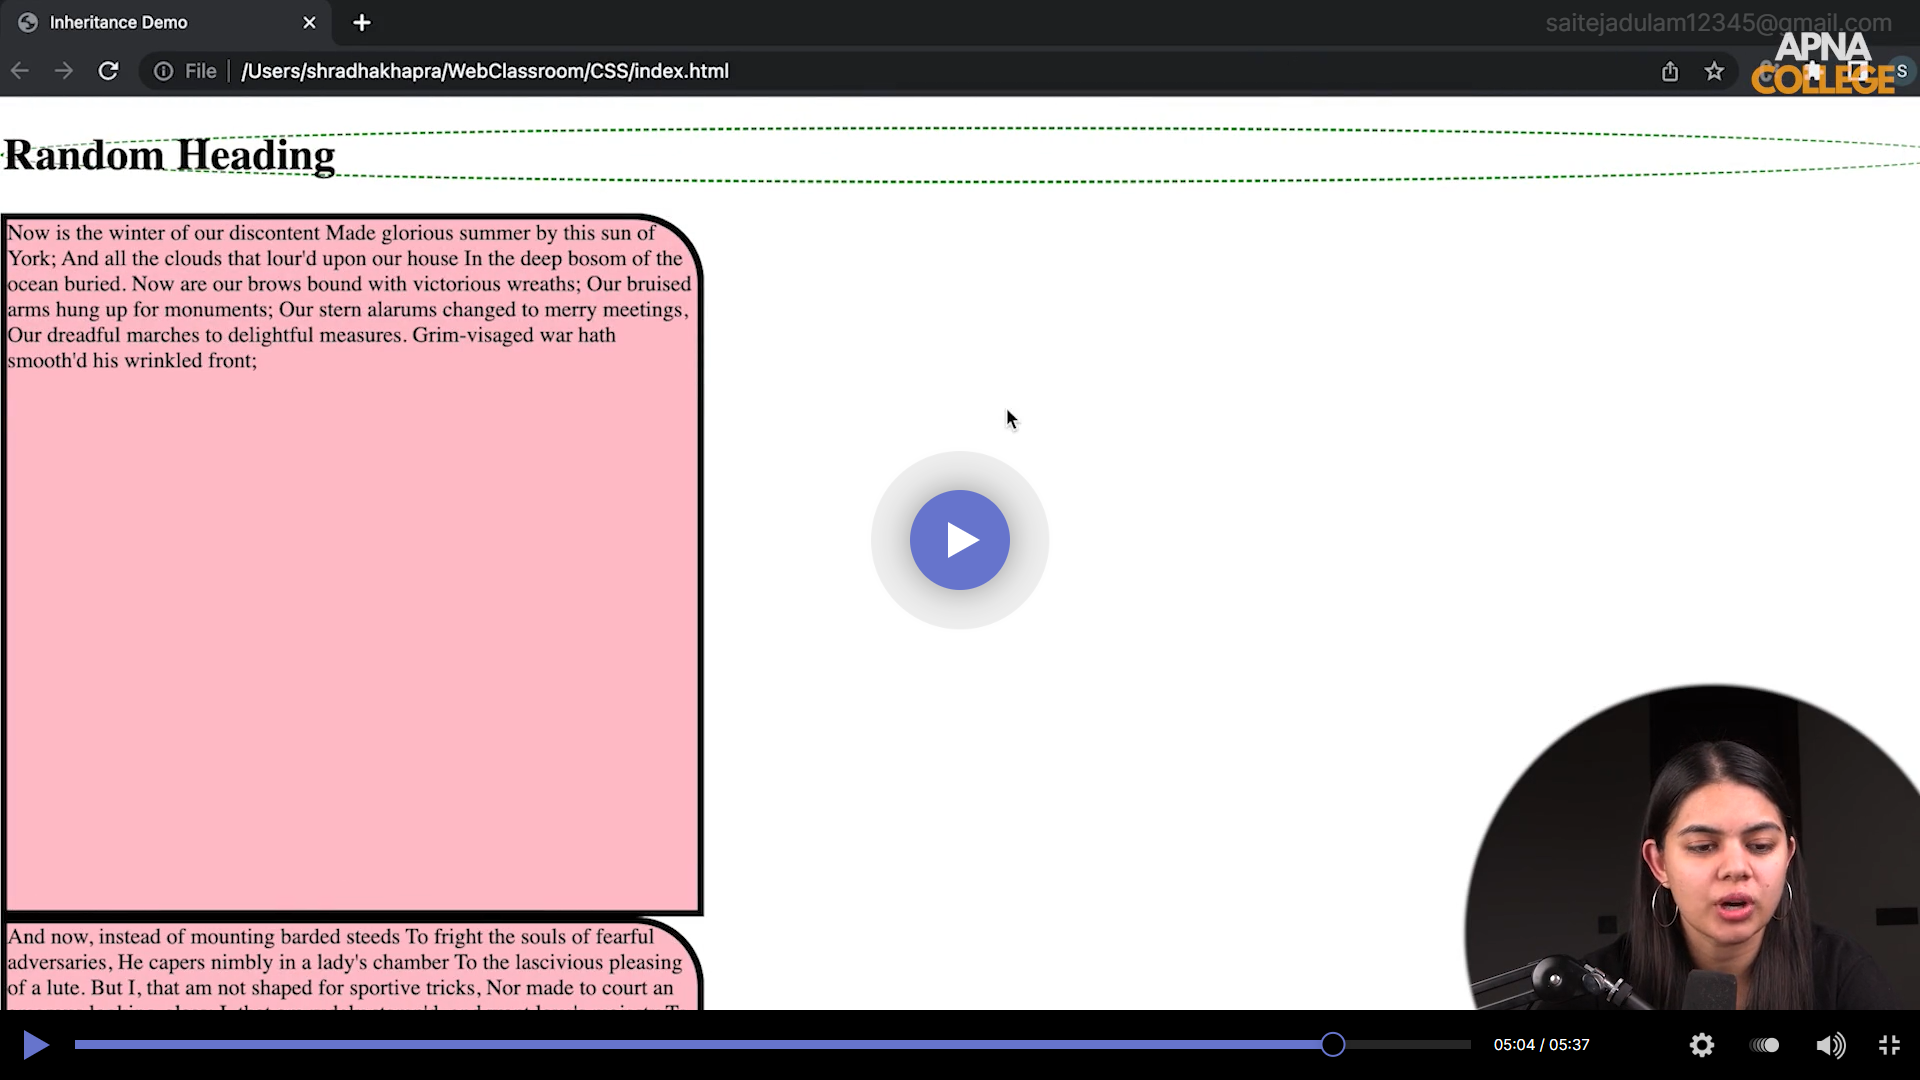 Inheritance Demo
saitejadulam12345@gmail.com
APNA
COLLEGE
File
/Users/shradhakhapra/WebClassroom/CSS/index.html
S
Random Heading
Now is the winter of our discontent Made glorious summer by this sun of
York; And all the clouds that lour'd upon our house In the deep bosom of the
ocean buried. Now are our brows bound with victorious wreaths; Our bruised
arms hung up for monuments; Our stern alarums changed to merry meetings,
Our dreadful marches to delightful measures. Grim-visaged war hath
smooth'd his wrinkled front;
And now, instead of mounting barded steeds To fright the souls of fearful
adversaries, He capers nimbly in a lady's chamber To the lascivious pleasing
of a lute. But I, that am not shaped for sportive tricks, Nor made to court an
05:04 / 05:37